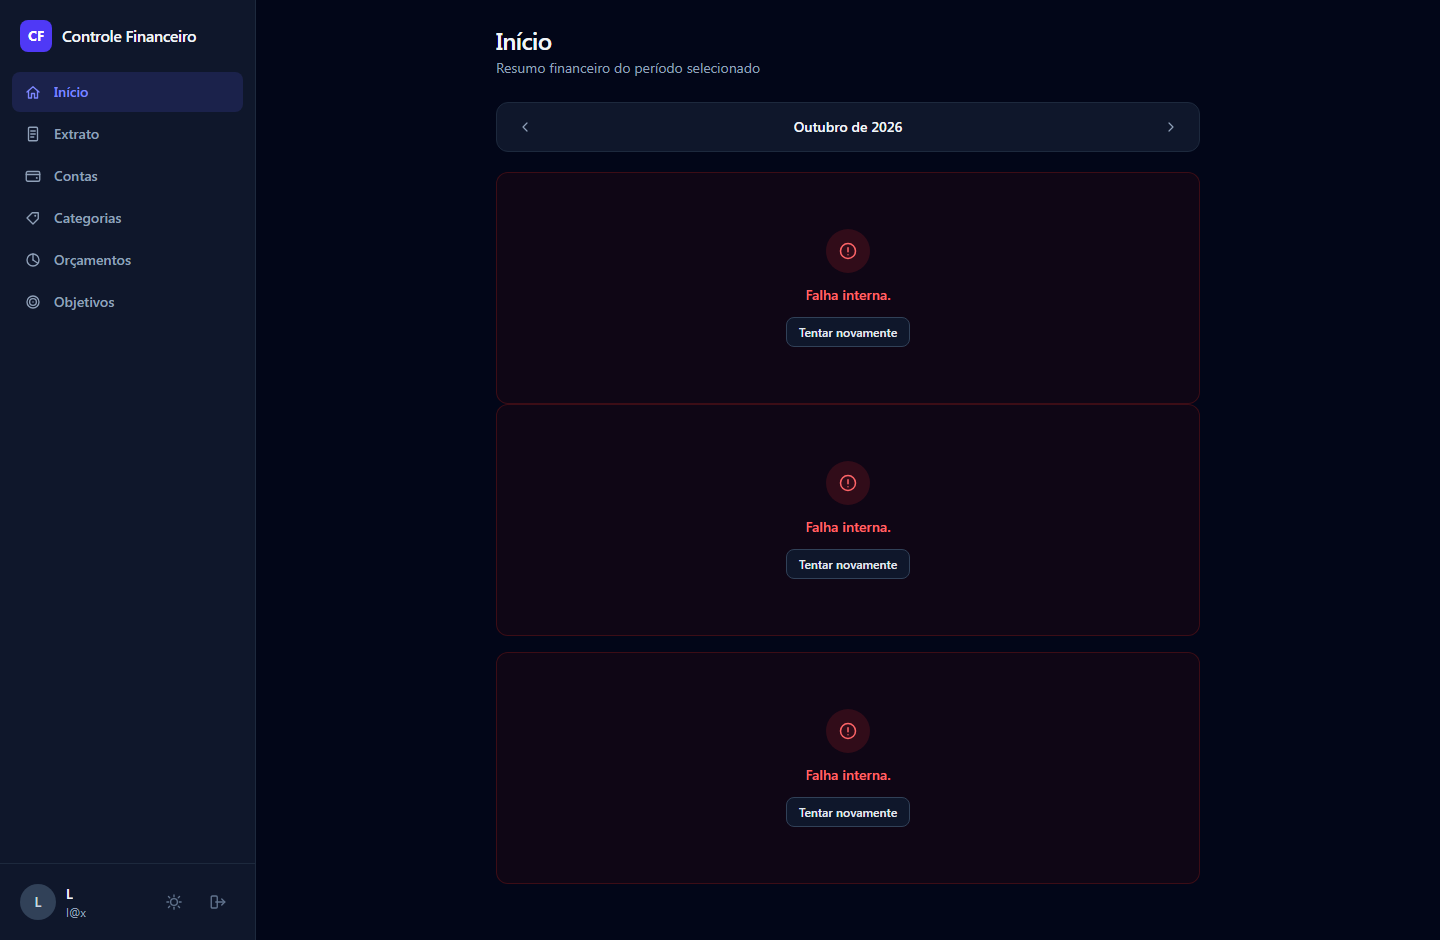 CF
Controle Financeiro
Início
Extrato
Contas
Categorias
Orçamentos
Objetivos
L
L
l@x
Início
Resumo financeiro do período selecionado
Outubro de 2026
Falha interna.
Tentar novamente
Falha interna.
Tentar novamente
Falha interna.
Tentar novamente